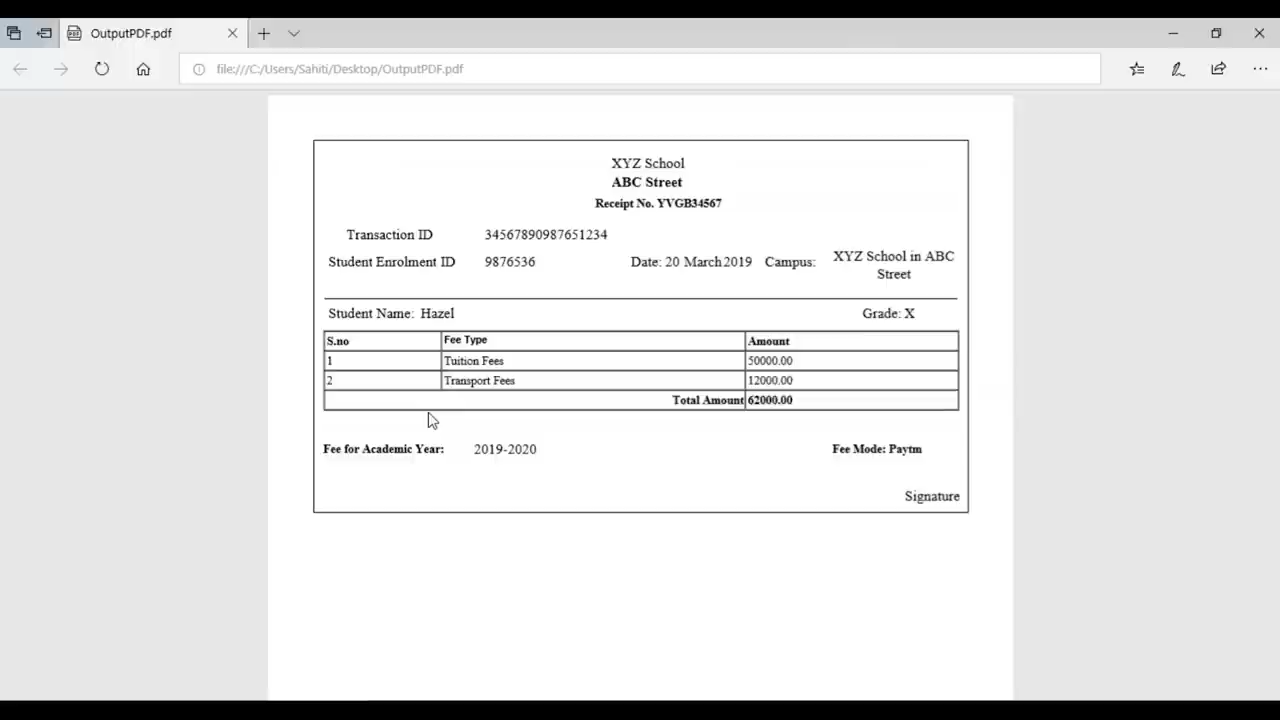 OutputPDF.pdf
file:///C:/Users/Sahiti/Desktop/OutputPDF.pdf
XYZ School
ABC Street
Receipt No. YVGB34567
Transaction ID 34567890987651234
Student Enrolment ID 9876536 Date: 20 March 2019 Campus: XYZ School in ABC
Street
Student Name: Hazel Grade: X
S.no Fee Type Amount
1 Tuition Fees 50000.00
2 Transport Fees 12000.00
Total Amount 62000.00
Fee for Academic Year: 2019-2020 Fee Mode: Paytm
Signature